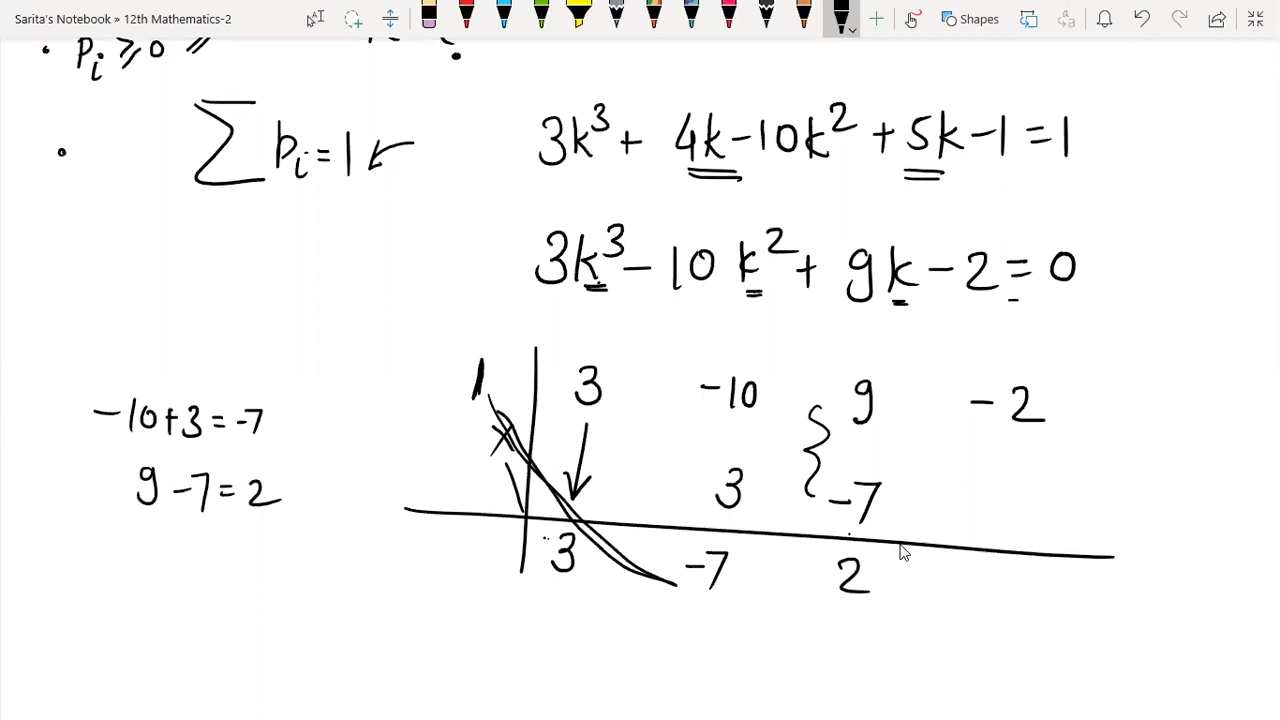 Sarita's Notebook » 12th Mathematics-2
Shapes
• Pi ≥ 0
• ∑ pi = 1
3k³ + 4k - 10k² + 5k - 1 = 1
3k³ - 10k² + 9k - 2 = 0
1 3 -10 9 -2
-10+3 = -7
3 -7
9 - 7 = 2
3 -7 2